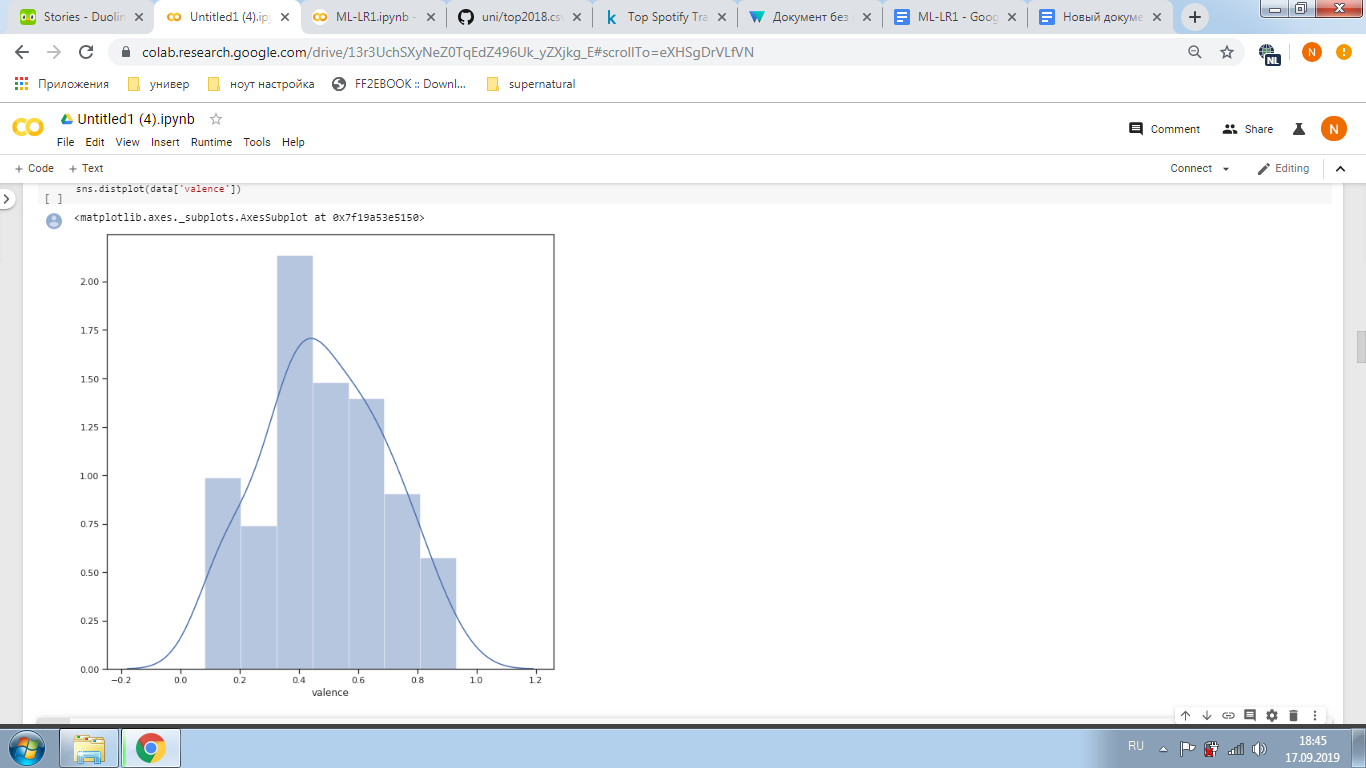 Stories - Duolin
Untitled1 (4).ipy
ML-LR1.ipynb -
uni/top2018.csv
Top Spotify Tra
Документ без
ML-LR1 - Goog
Новый докуме
colab.research.google.com/drive/13r3UchSXyNeZ0TqEdZ496Uk_yZXjkg_E#scrollTo=eXHSgDrVLfVN
NL
N
Приложения
универ
ноут настройка
FF2EBOOK :: Downl...
supernatural
Untitled1 (4).ipynb
File Edit View Insert Runtime Tools Help
Comment
Share
N
+ Code + Text
Connect
Editing
sns.distplot(data['valence'])
[ ]
<matplotlib.axes._subplots.AxesSubplot at 0x7f19a53e5150>
2.00
1.75
1.50
1.25
1.00
0.75
0.50
0.25
0.00
−0.2 0.0 0.2 0.4 0.6 0.8 1.0 1.2
valence
RU
18:45
17.09.2019